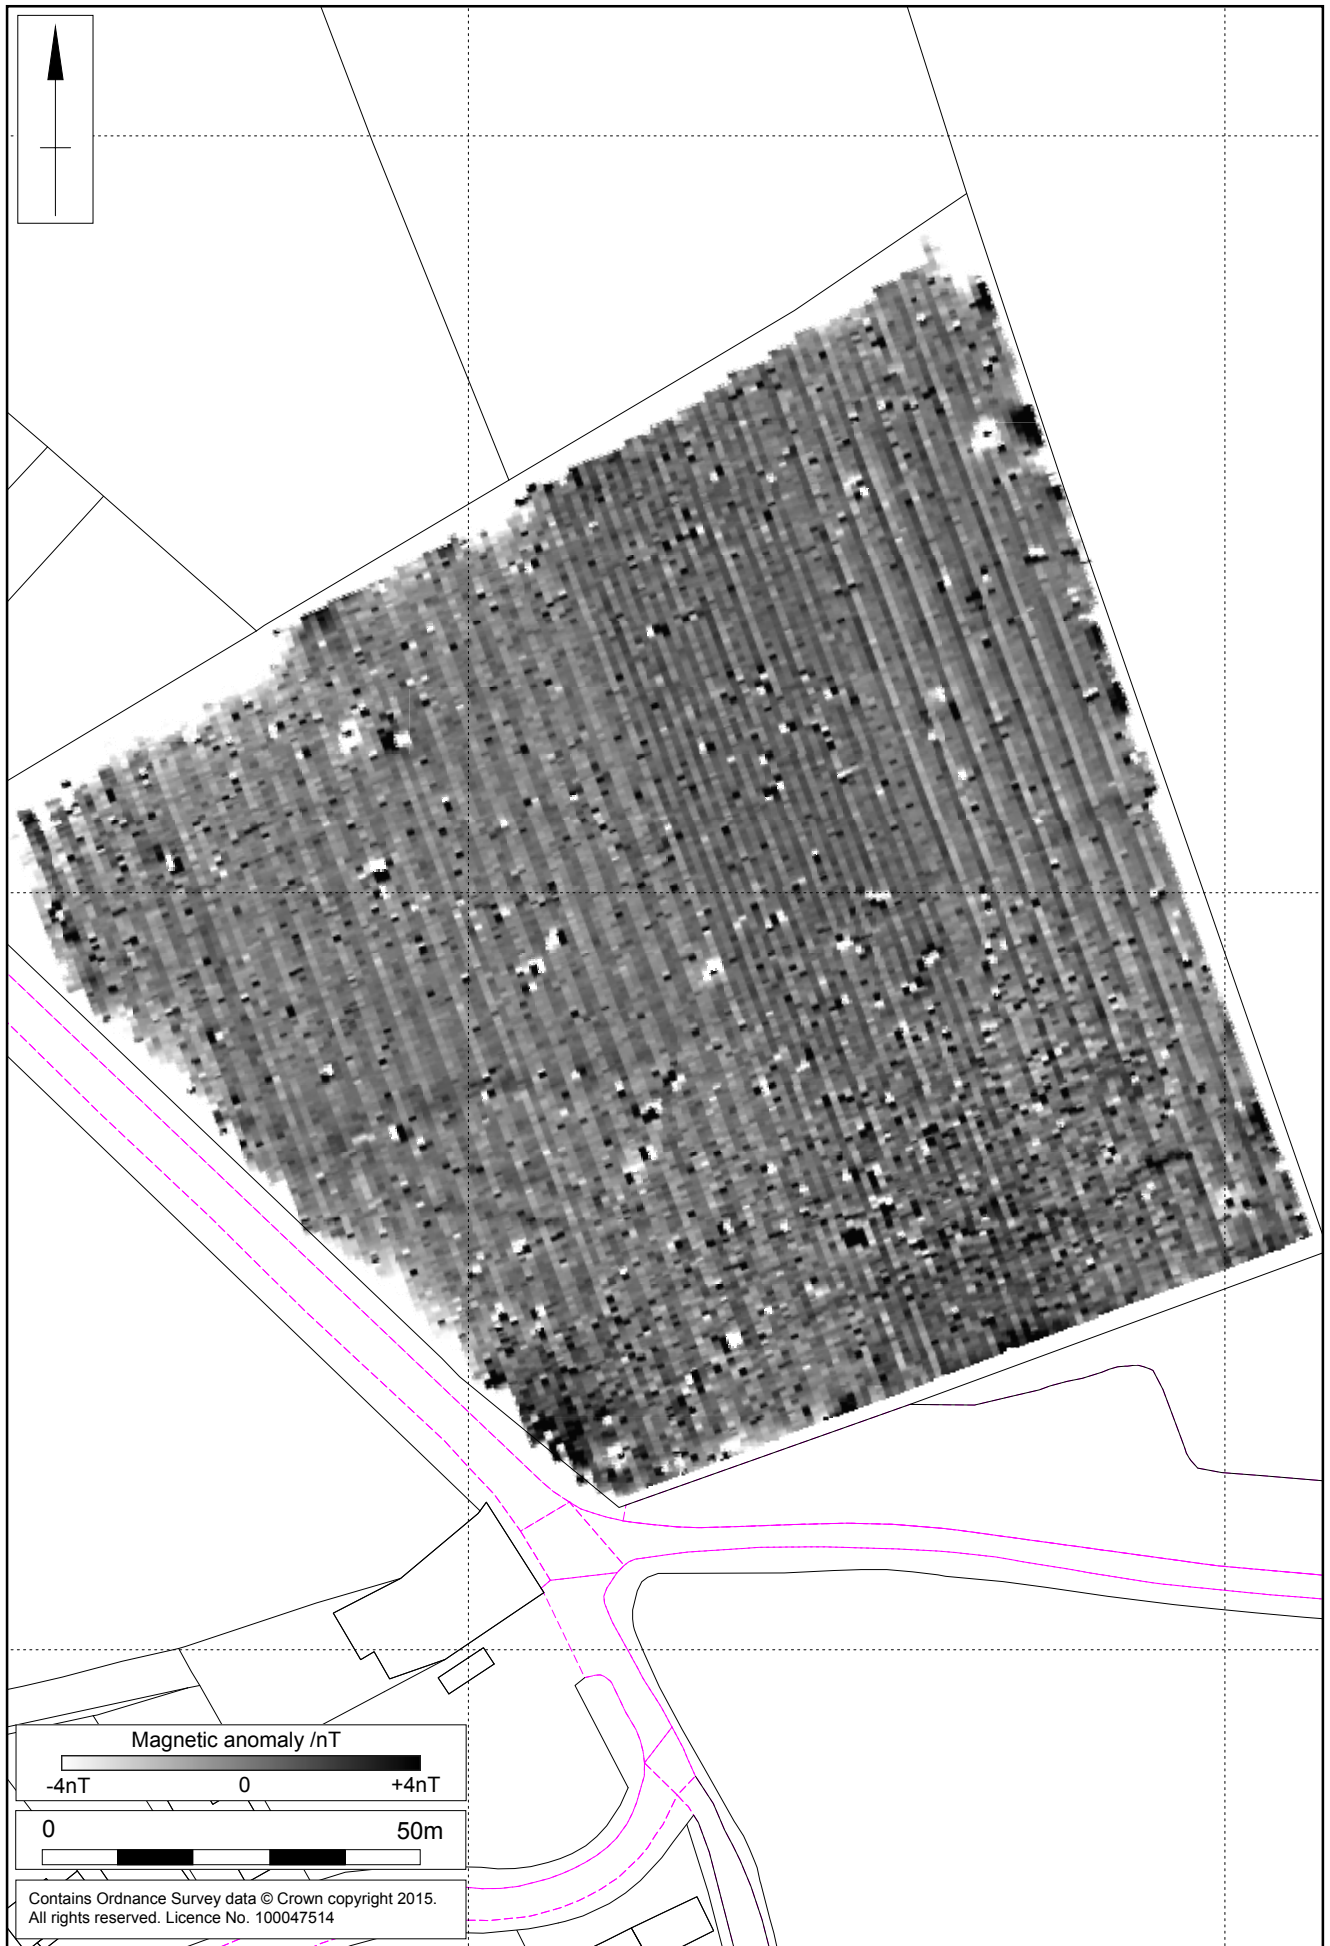 Magnetic anomaly /nT
-4nT 0 +4nT
0 50m
Contains Ordnance Survey data © Crown copyright 2015.
All rights reserved. Licence No. 100047514